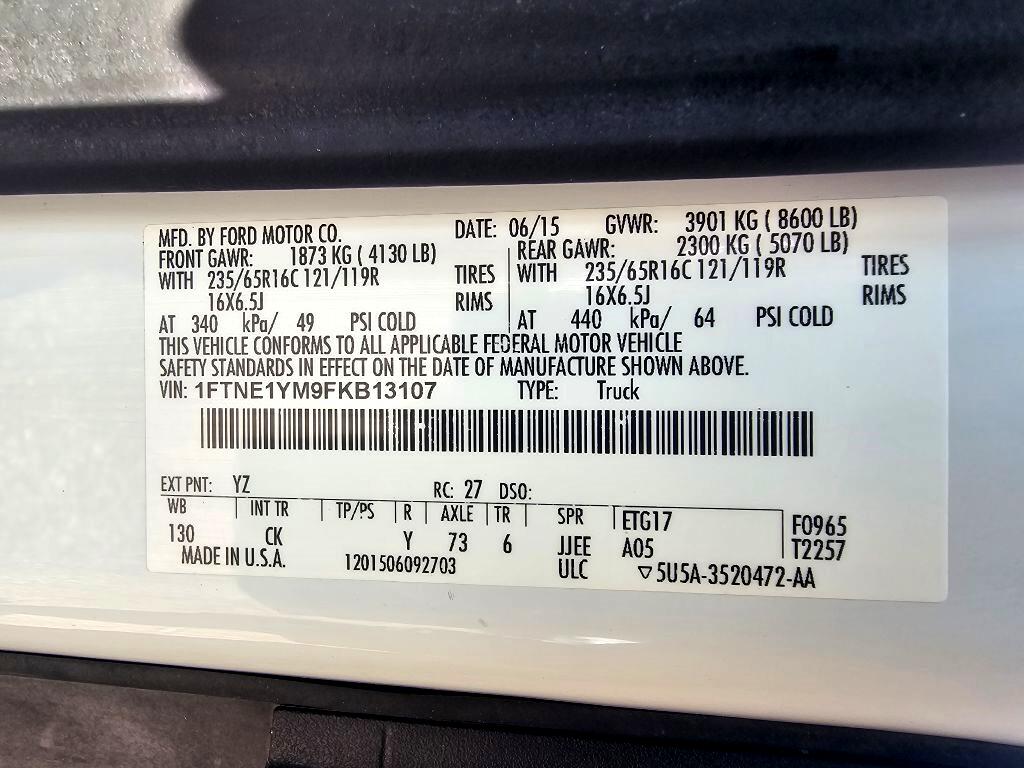 MFD. BY FORD MOTOR CO. DATE: 06/15 GVWR: 3901 KG ( 8600 LB)
FRONT GAWR: 1873 KG ( 4130 LB) REAR GAWR: 2300 KG ( 5070 LB)
WITH 235/65R16C 121/119R TIRES WITH 235/65R16C 121/119R TIRES
16X6.5J RIMS 16X6.5J RIMS
AT 340 kPa/ 49 PSI COLD AT 440 kPa/ 64 PSI COLD
THIS VEHICLE CONFORMS TO ALL APPLICABLE FEDERAL MOTOR VEHICLE
SAFETY STANDARDS IN EFFECT ON THE DATE OF MANUFACTURE SHOWN ABOVE.
VIN: 1FTNE1YM9FKB13107 TYPE: Truck
EXT PNT: YZ RC: 27 DSO:
WB INT TR TP/PS R AXLE TR SPR ETG17 F0965
130 CK Y 73 6 JJEE A05 T2257
MADE IN U.S.A. 1201506092703 ULC ▽5U5A-3520472-AA